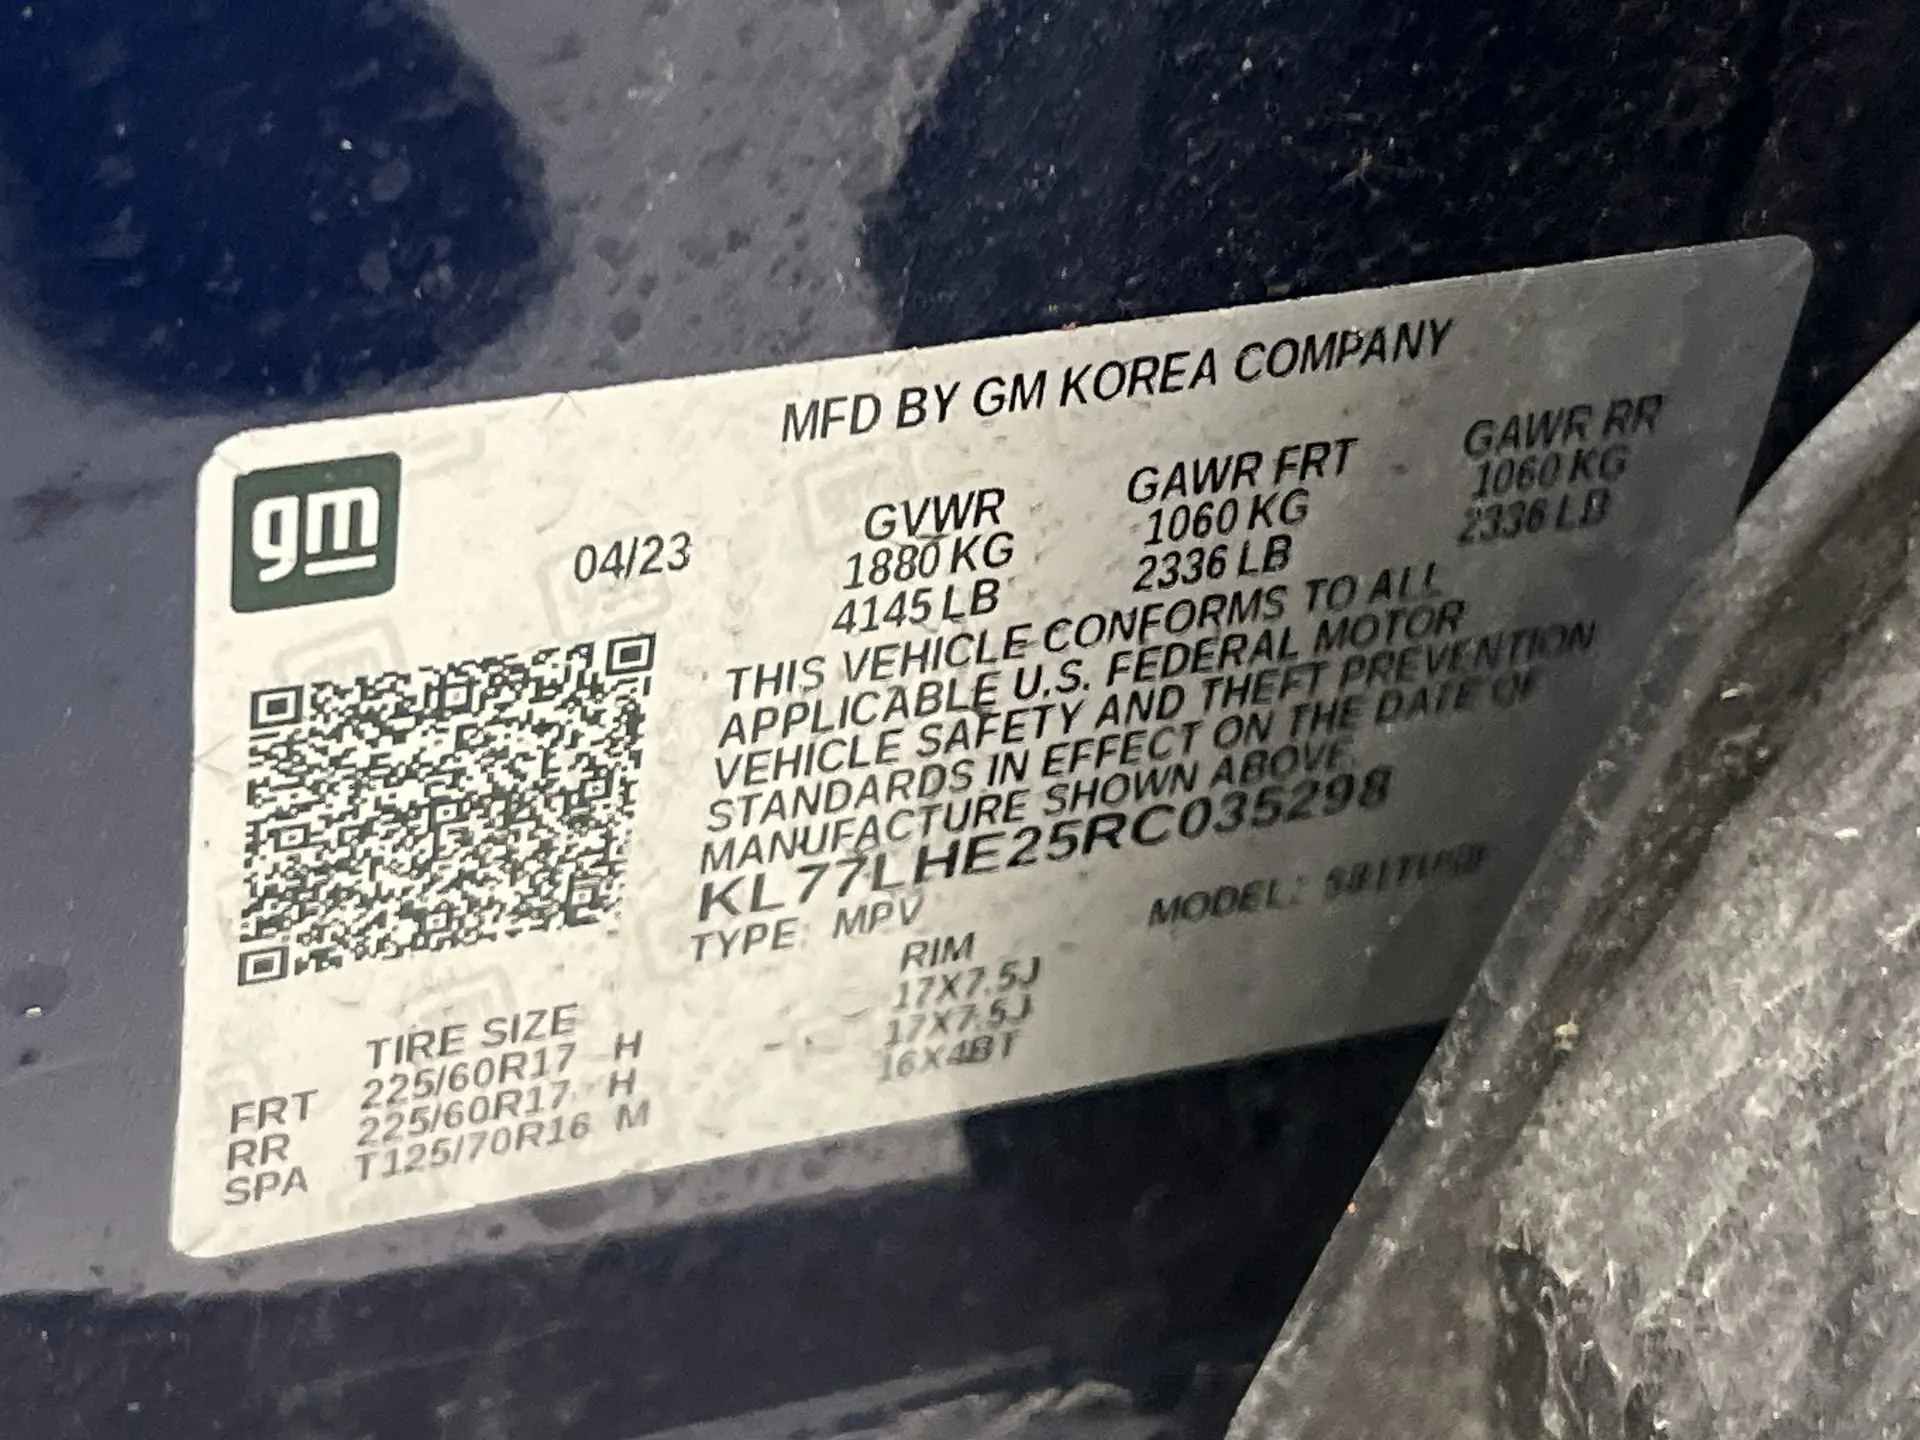 MFD BY GM KOREA COMPANY
gm
04/23
GVWR GAWR FRT GAWR RR
1880 KG 1060 KG 1060 KG
4145 LB 2336 LB 2336 LB
THIS VEHICLE CONFORMS TO ALL
APPLICABLE U.S. FEDERAL MOTOR
VEHICLE SAFETY AND THEFT PREVENTION
STANDARDS IN EFFECT ON THE DATE OF
MANUFACTURE SHOWN ABOVE.
KL77LHE25RC035298
TYPE: MPV MODEL:
TIRE SIZE RIM
FRT 225/60R17 H 17X7.5J
RR 225/60R17 H 17X7.5J
SPA T125/70R16 M 16X4BT